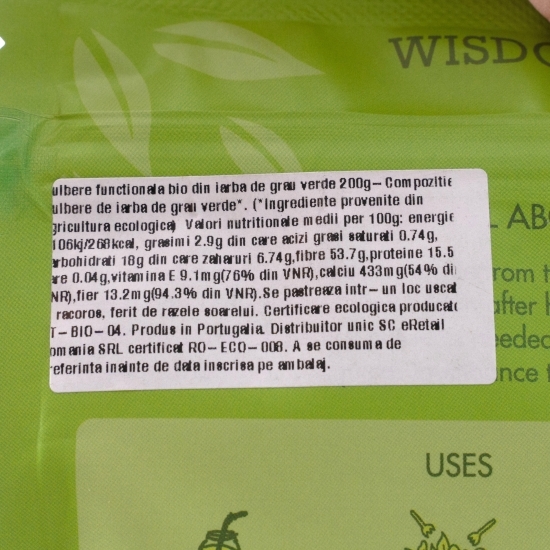 WISDO
ulbere functionala bio din iarba de grau verde 200g-Compozitie
ulbere de iarba de grau verde*. (*Ingrediente provenite din
gricultura ecologica) Valori nutritionale medii per 100g: energie
106kj/268kcal, grasimi 2.9g din care acizi grasi saturati 0.74g,
arbohidrati 18g din care zaharuri 6.74g,fibre 53.7g,proteine 15.5
are 0.04g,vitamina E 9.1mg(76% din VNR),calciu 433mg(54% di
NR),fier 13.2mg(94.3% din VNR).Se pastreaza intr-un loc uscat
racoros, ferit de razele soarelui. Certificare ecologica producato
T-BIO-04. Produs in Portugalia. Distribuitor unic SC eRetail
omania SRL certificat RO-ECO-008. A se consuma de
referinta inainte de data inscrisa pe ambalaj.
L AB
from t
after
eeded
nce t
USES